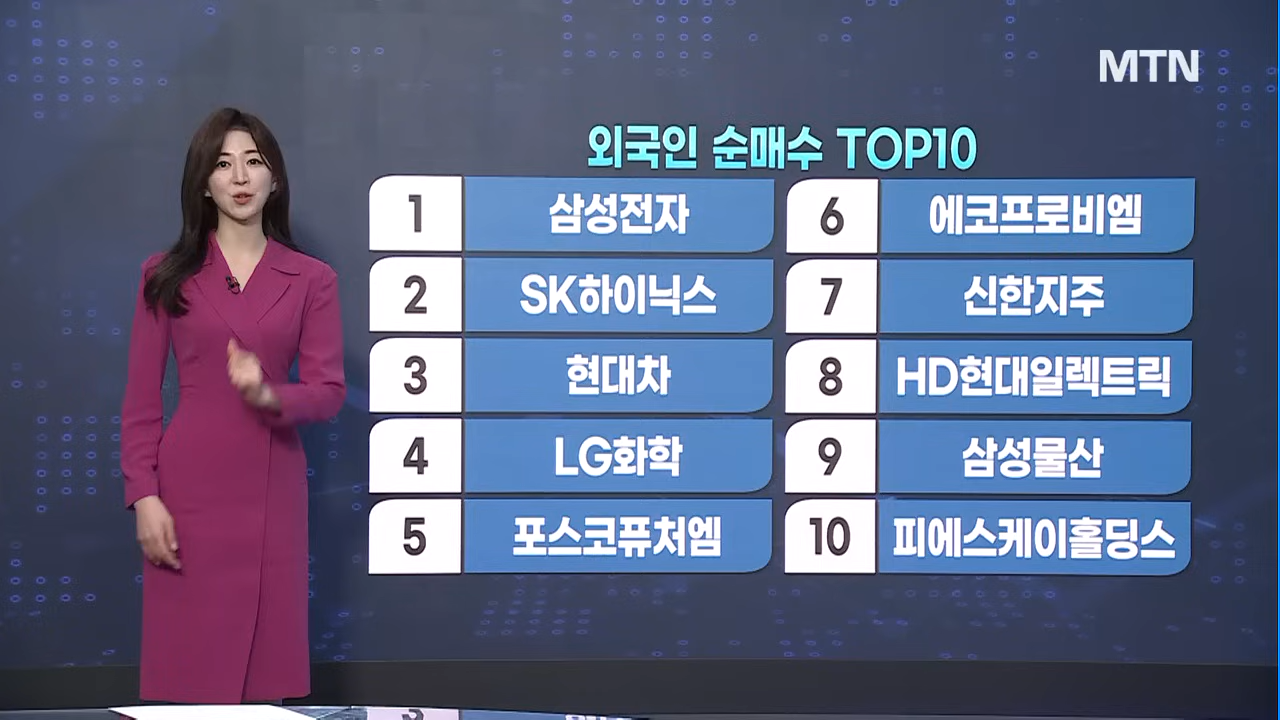 MTN
외국인 순매수 TOP10
1 삼성전자
2 SK하이닉스
3 현대차
4 LG화학
5 포스코퓨처엠
6 에코프로비엠
7 신한지주
8 HD현대일렉트릭
9 삼성물산
10 피에스케이홀딩스